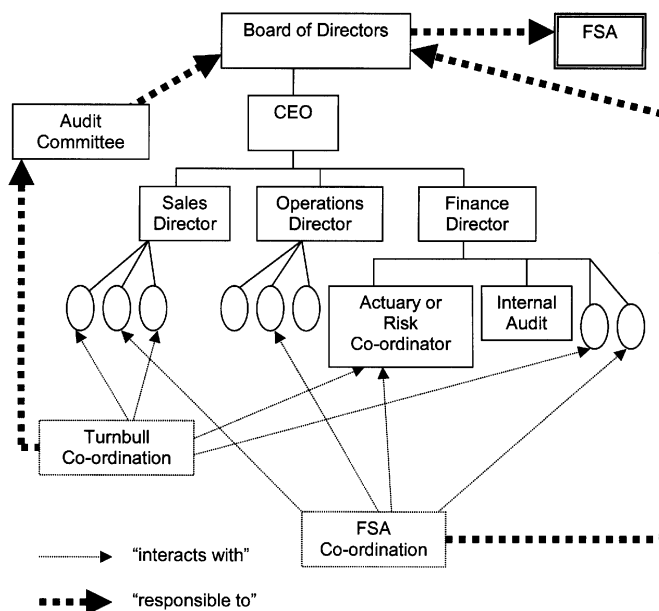 Board of Directors
FSA
CEO
Audit
Committee
Sales
Director
Operations
Director
Finance
Director
Actuary or
Risk
Co-ordinator
Internal
Audit
Turnbull
Co-ordination
FSA
Co-ordination
“interacts with”
“responsible to”